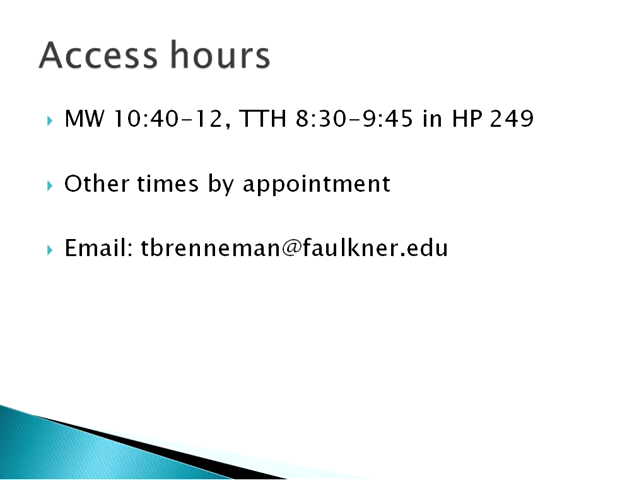 Access hours
MW 10:40-12, TTH 8:30-9:45 in HP 249
Other times by appointment
Email: tbrenneman@faulkner.edu